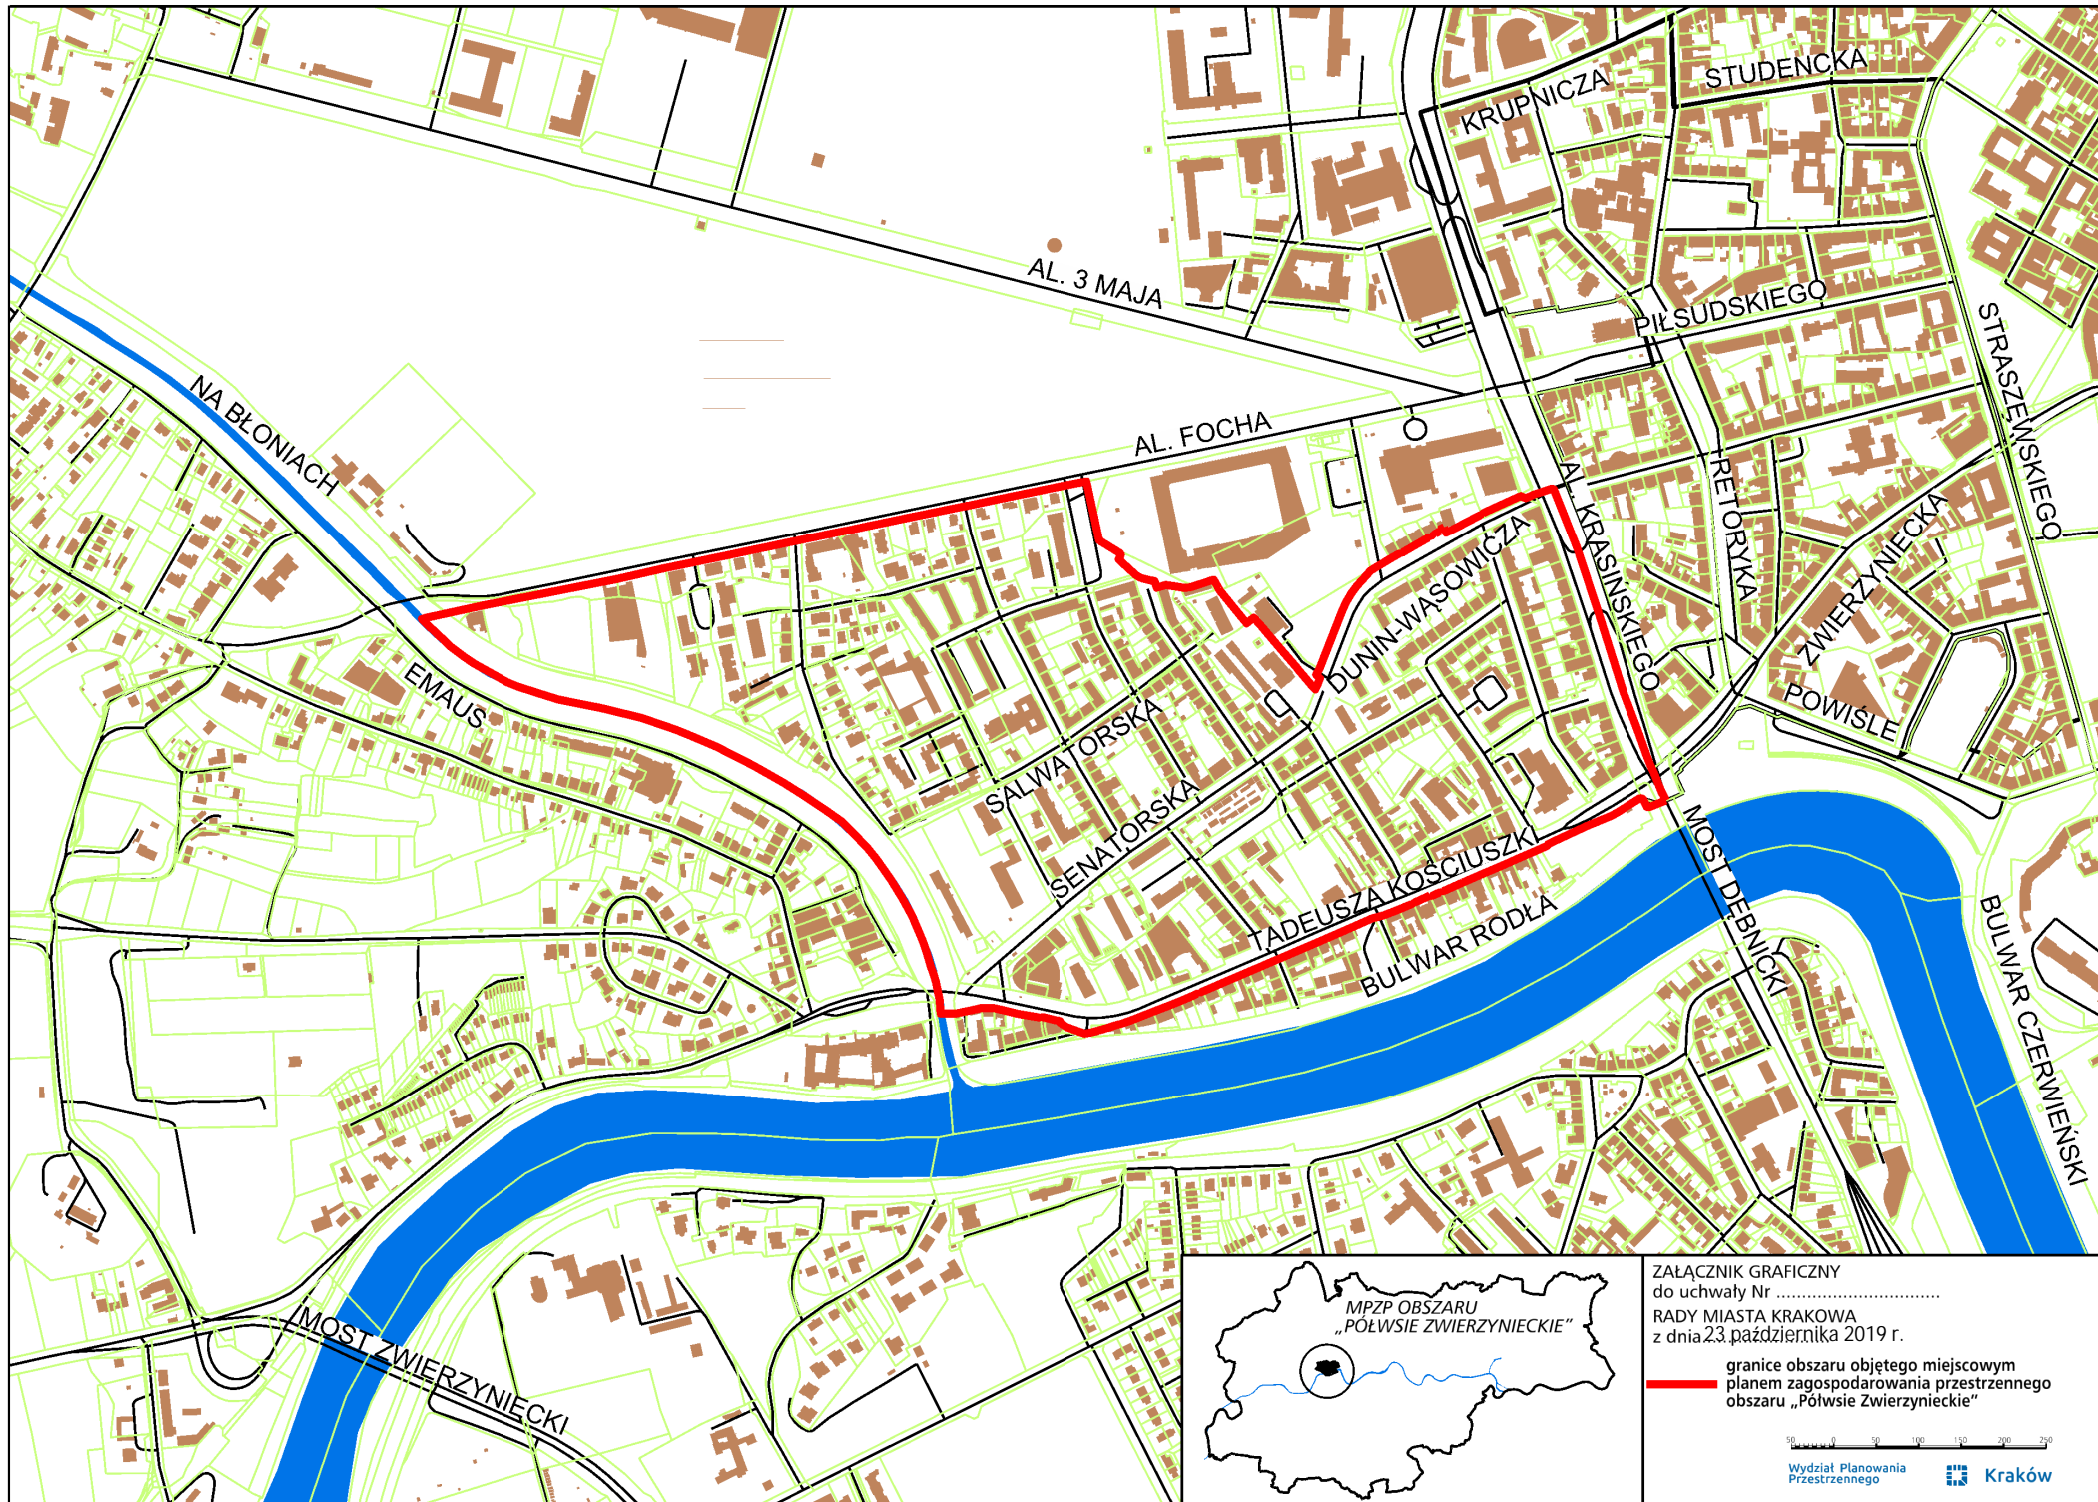 STUDENCKA
KRUPNICZA
AL. 3 MAJA
PIŁSUDSKIEGO
STRASZEWSKIEGO
NA BŁONIACH
AL. FOCHA
AL. KRASIŃSKIEGO
RETORYKA
ZWIERZYNIECKA
DUNIN-WĄSOWICZA
EMAUS
POWIŚLE
SALWATORSKA
SENATORSKA
TADEUSZA KOŚCIUSZKI
MOST DĘBNICKI
BULWAR RODŁA
BULWAR CZERWIEŃSKI
MOST ZWIERZYNIECKI
MPZP OBSZARU
„PÓŁWSIE ZWIERZYNIECKIE”
ZAŁĄCZNIK GRAFICZNY
do uchwały Nr ................................
RADY MIASTA KRAKOWA
z dnia 23 października 2019 r.
granice obszaru objętego miejscowym
planem zagospodarowania przestrzennego
obszaru „Półwsie Zwierzynieckie”
50 0 50 100 150 200 250
Wydział Planowania
Przestrzennego
Kraków